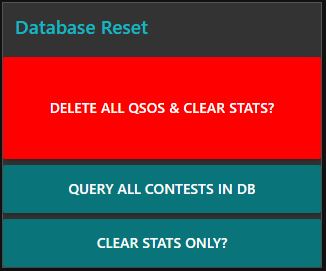 Database Reset
DELETE ALL QSOS & CLEAR STATS?
QUERY ALL CONTESTS IN DB
CLEAR STATS ONLY?